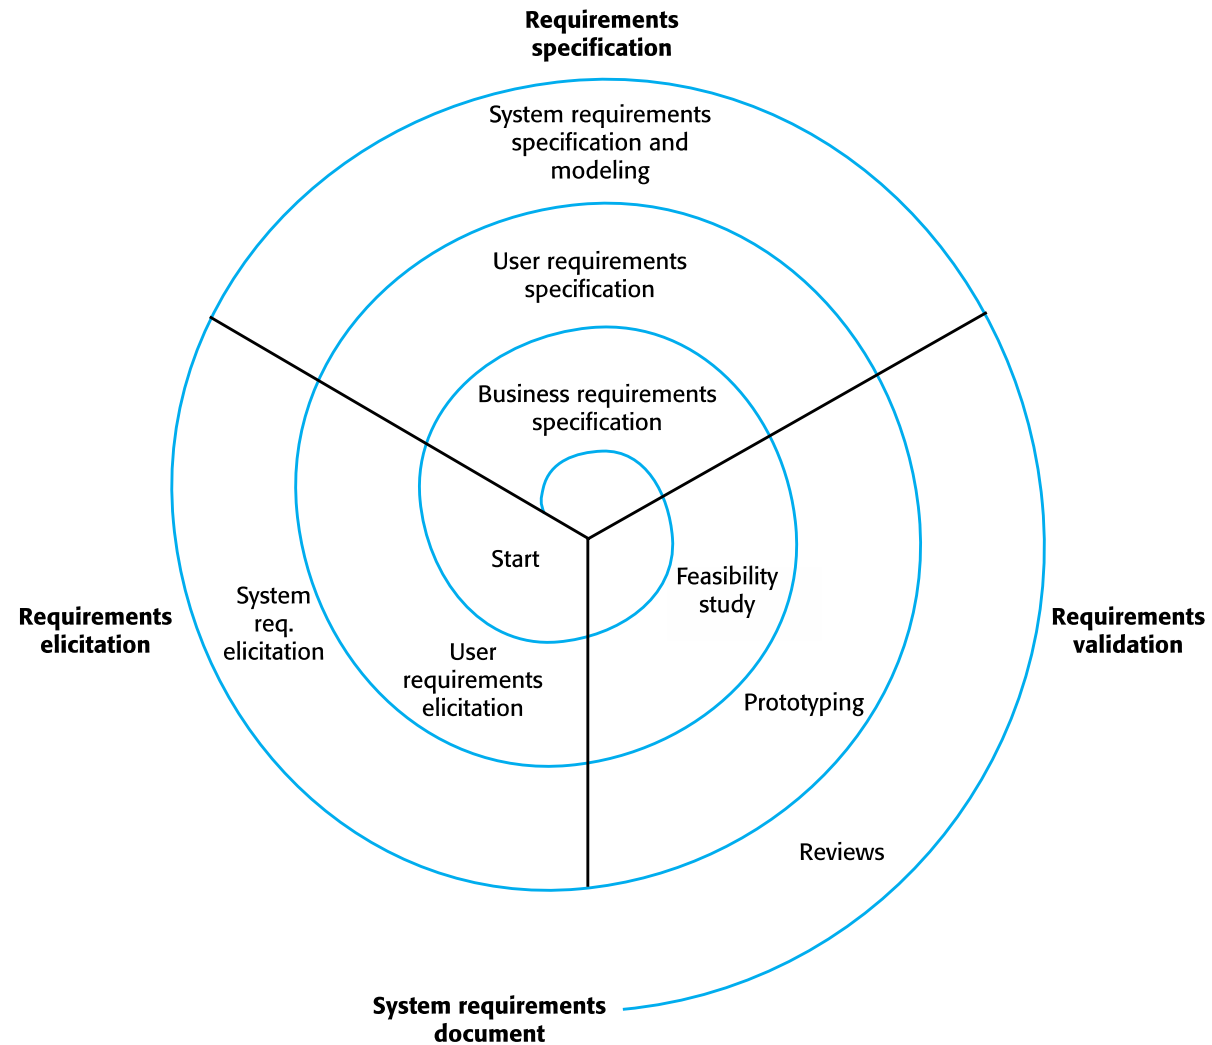 Requirements
specification
System requirements
specification and
modeling
User requirements
specification
Business requirements
specification
Start
Feasibility
study
System
req.
elicitation
Requirements
elicitation
Requirements
validation
User
requirements
elicitation
Prototyping
Reviews
System requirements
document